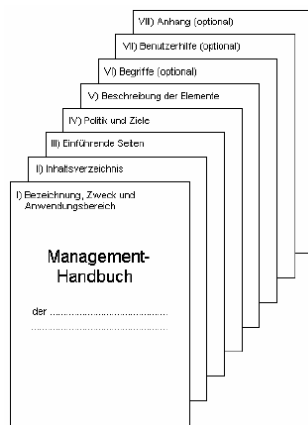 VIII) Anhang (optional)
VII) Benutzerhilfe (optional)
VI) Begriffe (optional)
V) Beschreibung der Elemente
IV) Politik und Ziele
III) Einführende Seiten
II) Inhaltsverzeichnis
I) Bezeichnung, Zweck und
Anwendungsbereich
Management-
Handbuch
der ........................................
..............................................